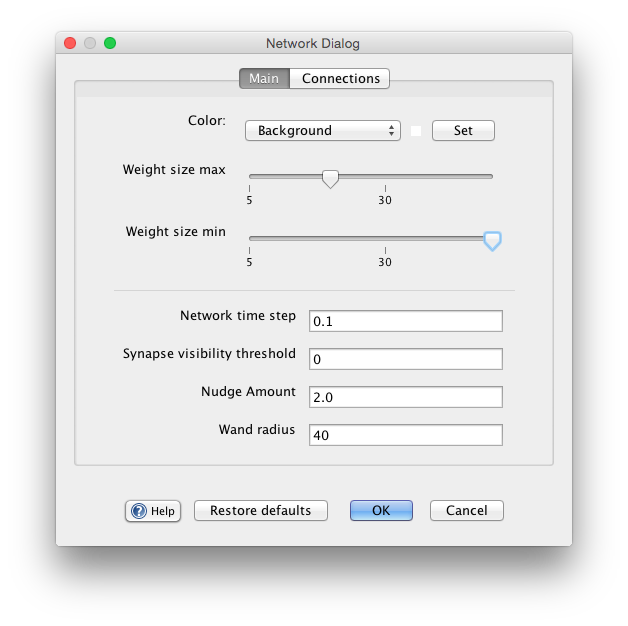 Network Dialog
Main Connections
Color: Background Set
Weight size max
5 30
Weight size min
5 30
Network time step 0.1
Synapse visibility threshold 0
Nudge Amount 2.0
Wand radius 40
? Help Restore defaults OK Cancel